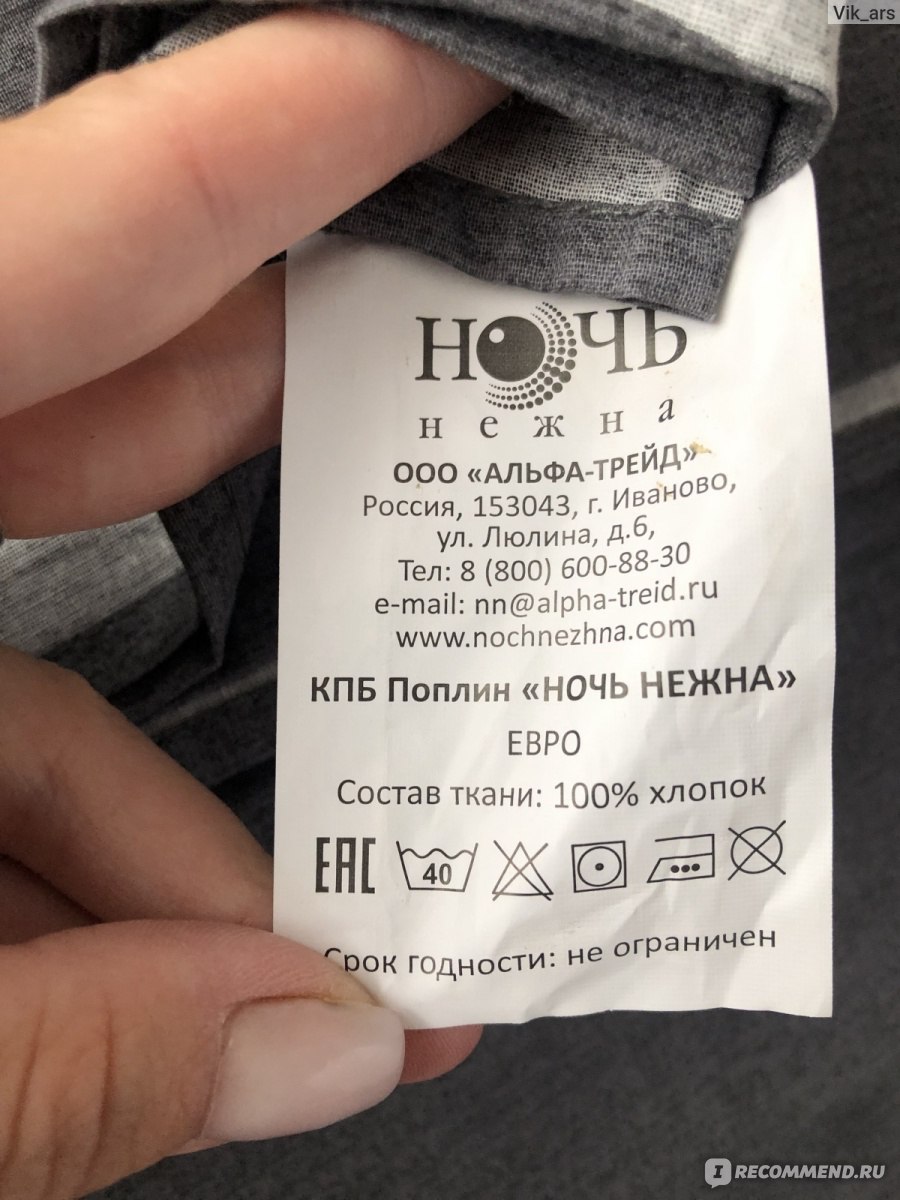 Vik_ars
НОЧЬ
нежна
ООО «АЛЬФА-ТРЕЙД»
Россия, 153043, г. Иваново,
ул. Люлина, д.6,
Тел: 8 (800) 600-88-30
e-mail: nn@alpha-treid.ru
www.nochnezhna.com
КПБ Поплин «НОЧЬ НЕЖНА»
ЕВРО
Состав ткани: 100% хлопок
ЕАС 40
Срок годности: не ограничен
IRECOMMEND.RU